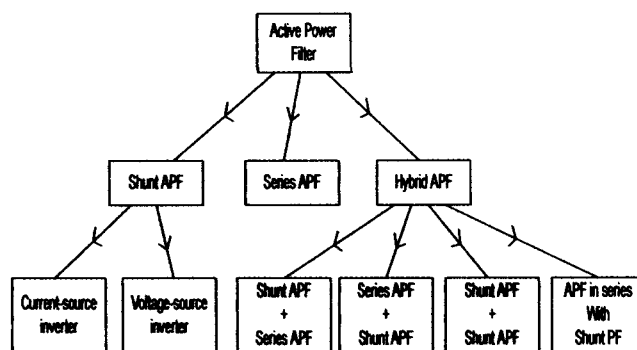 Active Power
Filter
Shunt APF
Series APF
Hybrid APF
Current-source
inverter
Voltage-source
inverter
Shunt APF
+
Series APF
Series APF
+
Shunt APF
Shunt APF
+
Shunt APF
APF in series
With
Shunt PF